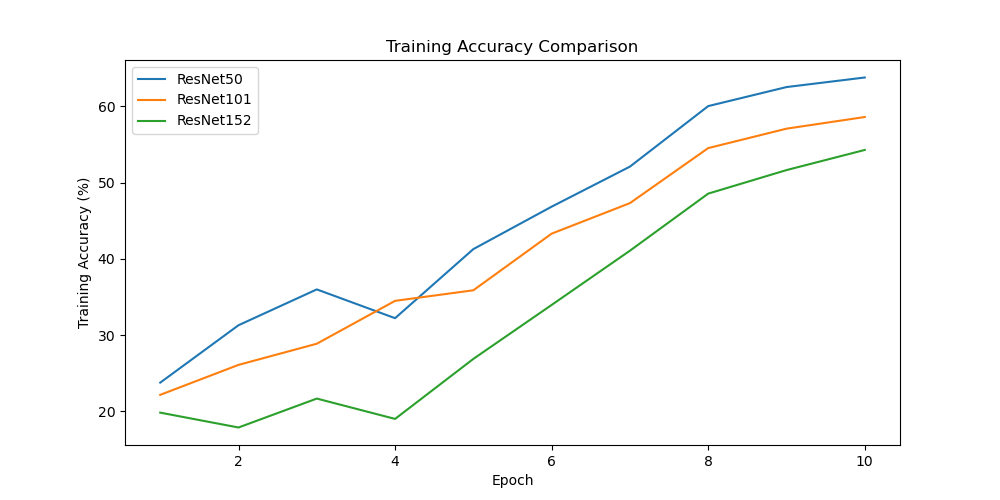 Training Accuracy Comparison
ResNet50
ResNet101
ResNet152
Training Accuracy (%)
60
50
40
30
20
2 4 6 8 10
Epoch